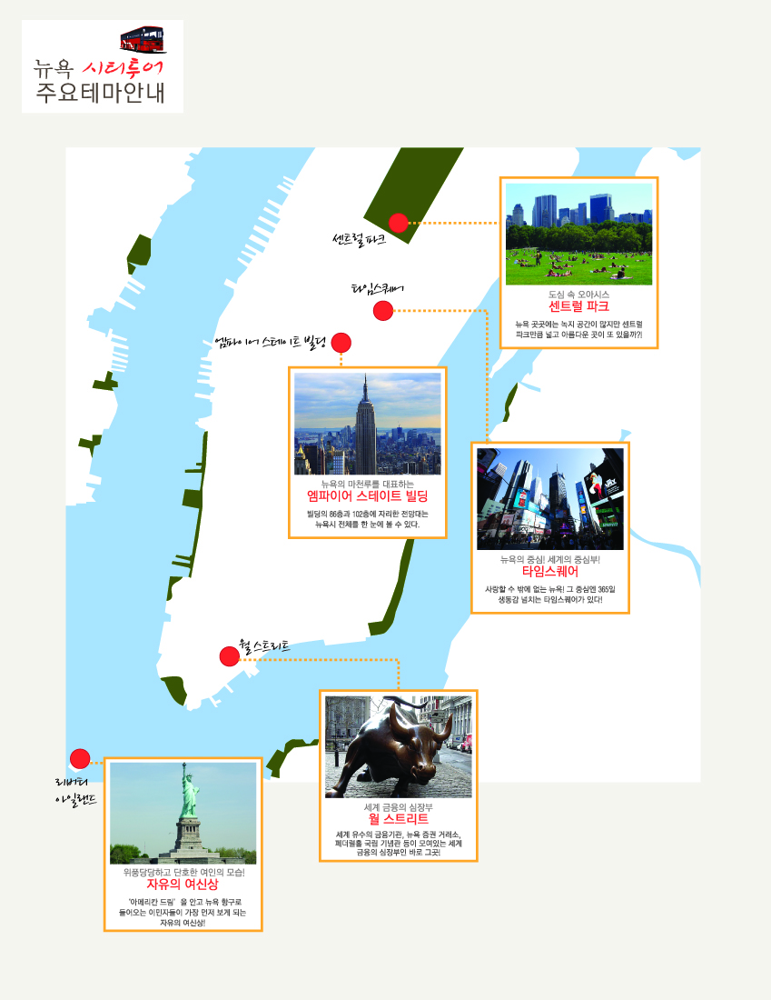 뉴욕 시티투어
주요테마안내
센트럴 파크
도심 속 오아시스
센트럴 파크
뉴욕 곳곳에는 녹지 공간이 많지만 센트럴
파크만큼 넓고 아름다운 곳이 또 있을까?!
타임스퀘어
엠파이어 스테이트 빌딩
뉴욕의 마천루를 대표하는
엠파이어 스테이트 빌딩
빌딩의 86층과 102층에 자리한 전망대는
뉴욕시 전체를 한 눈에 볼 수 있다.
뉴욕의 중심! 세계의 중심부!
타임스퀘어
사랑할 수 밖에 없는 뉴욕! 그 중심엔 365일
생동감 넘치는 타임스퀘어가 있다!
월 스트리트
세계 금융의 심장부
월 스트리트
세계 유수의 금융기관, 뉴욕 증권 거래소,
페더럴홀 국립 기념관 등이 모여있는 세계
금융의 심장부인 바로 그곳!
리버티
아일랜드
위풍당당하고 단호한 여인의 모습!
자유의 여신상
'아메리칸 드림' 을 안고 뉴욕 항구로
들어오는 이민자들이 가장 먼저 보게 되는
자유의 여신상!